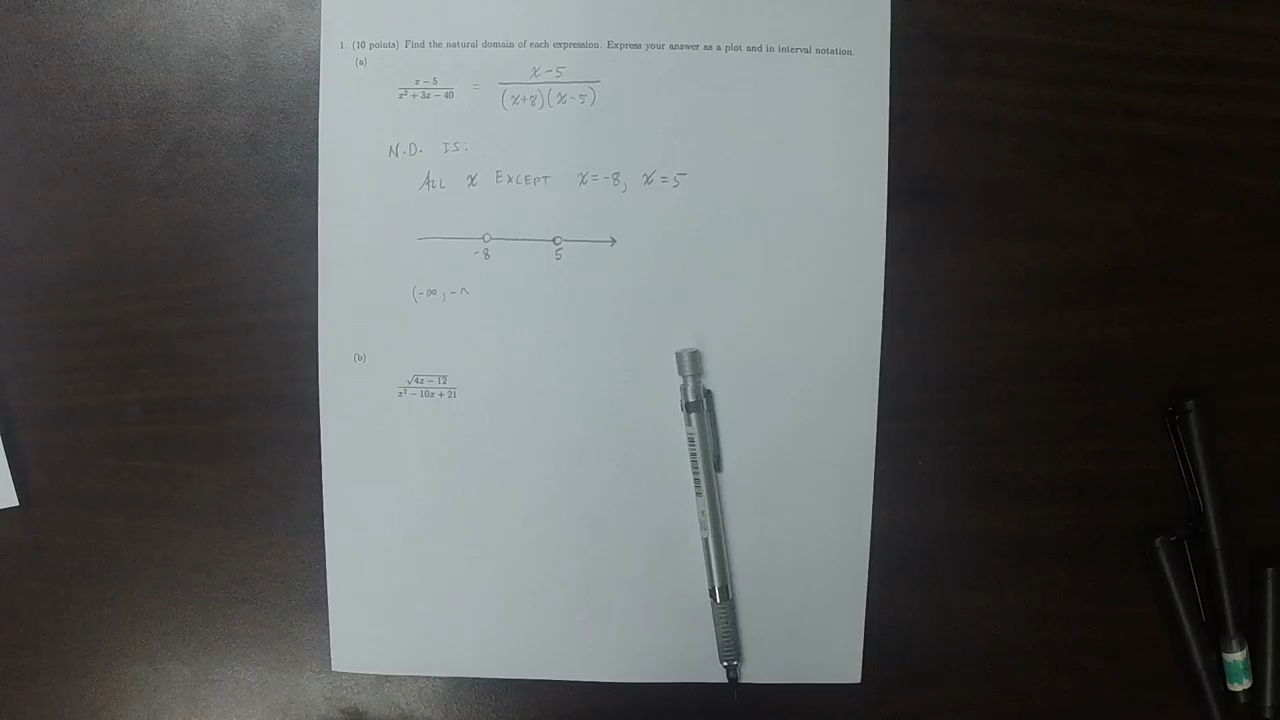 1. (10 points) Find the natural domain of each expression. Express your answer as a plot and in interval notation.
(a)
x − 5 / x² + 3x − 40 = x − 5 / (x+8)(x−5)
N.D. IS:
ALL x EXCEPT x=-8, x=5
-8 5
(-∞, -
(b)
√4x − 12 / x² − 10x + 21